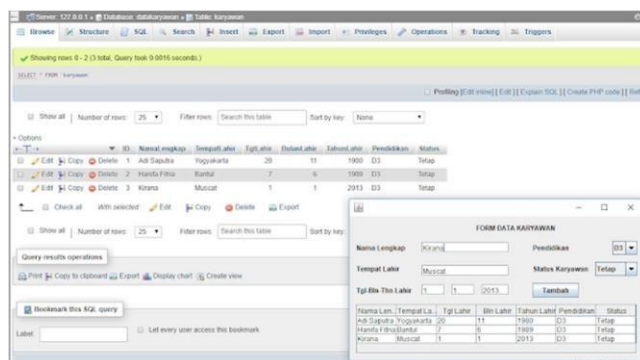 Server: 127.0.0.1 » Database: datakaryawan » Table: karyawan
Browse Structure SQL Search Insert Export Import Privileges Operations Tracking Triggers
Showing rows 0 - 2 (3 total, Query took 0.0016 seconds.)
SELECT * FROM karyawan
Profiling [Edit inline] [ Edit ] [ Explain SQL ] [ Create PHP code ] [ Ref
Show all Number of rows: 25 Filter rows: Search this table Sort by key: None
+ Options
ID NamaLengkap TempatLahir TglLahir BulanLahir TahunLahir Pendidikan Status
Edit Copy Delete 1 Adi Saputra Yogyakarta 20 11 1980 D3 Tetap
Edit Copy Delete 2 Hanifa Fitria Bantul 7 6 1989 D3 Tetap
Edit Copy Delete 3 Kirana Muscat 1 1 2013 D3 Tetap
Check all With selected: Edit Copy Delete Export
Show all Number of rows: 25 Filter rows: Search this table Sort by key:
Query results operations
Print Copy to clipboard Export Display chart Create view
Bookmark this SQL query
Label: Let every user access this bookmark
FORM DATA KARYAWAN
Nama Lengkap Kirana Pendidikan D3
Tempat Lahir Muscat Status Karyawan Tetap
Tgl-Bln-Thn Lahir 1 1 2013 Tambah
Nama Len... Tempat La... Tgl Lahir Bln Lahir Tahun Lahir Pendidikan Status
Adi Saputra Yogyakarta 20 11 1980 D3 Tetap
Hanifa Fitria Bantul 7 6 1989 D3 Tetap
Kirana Muscat 1 1 2013 D3 Tetap